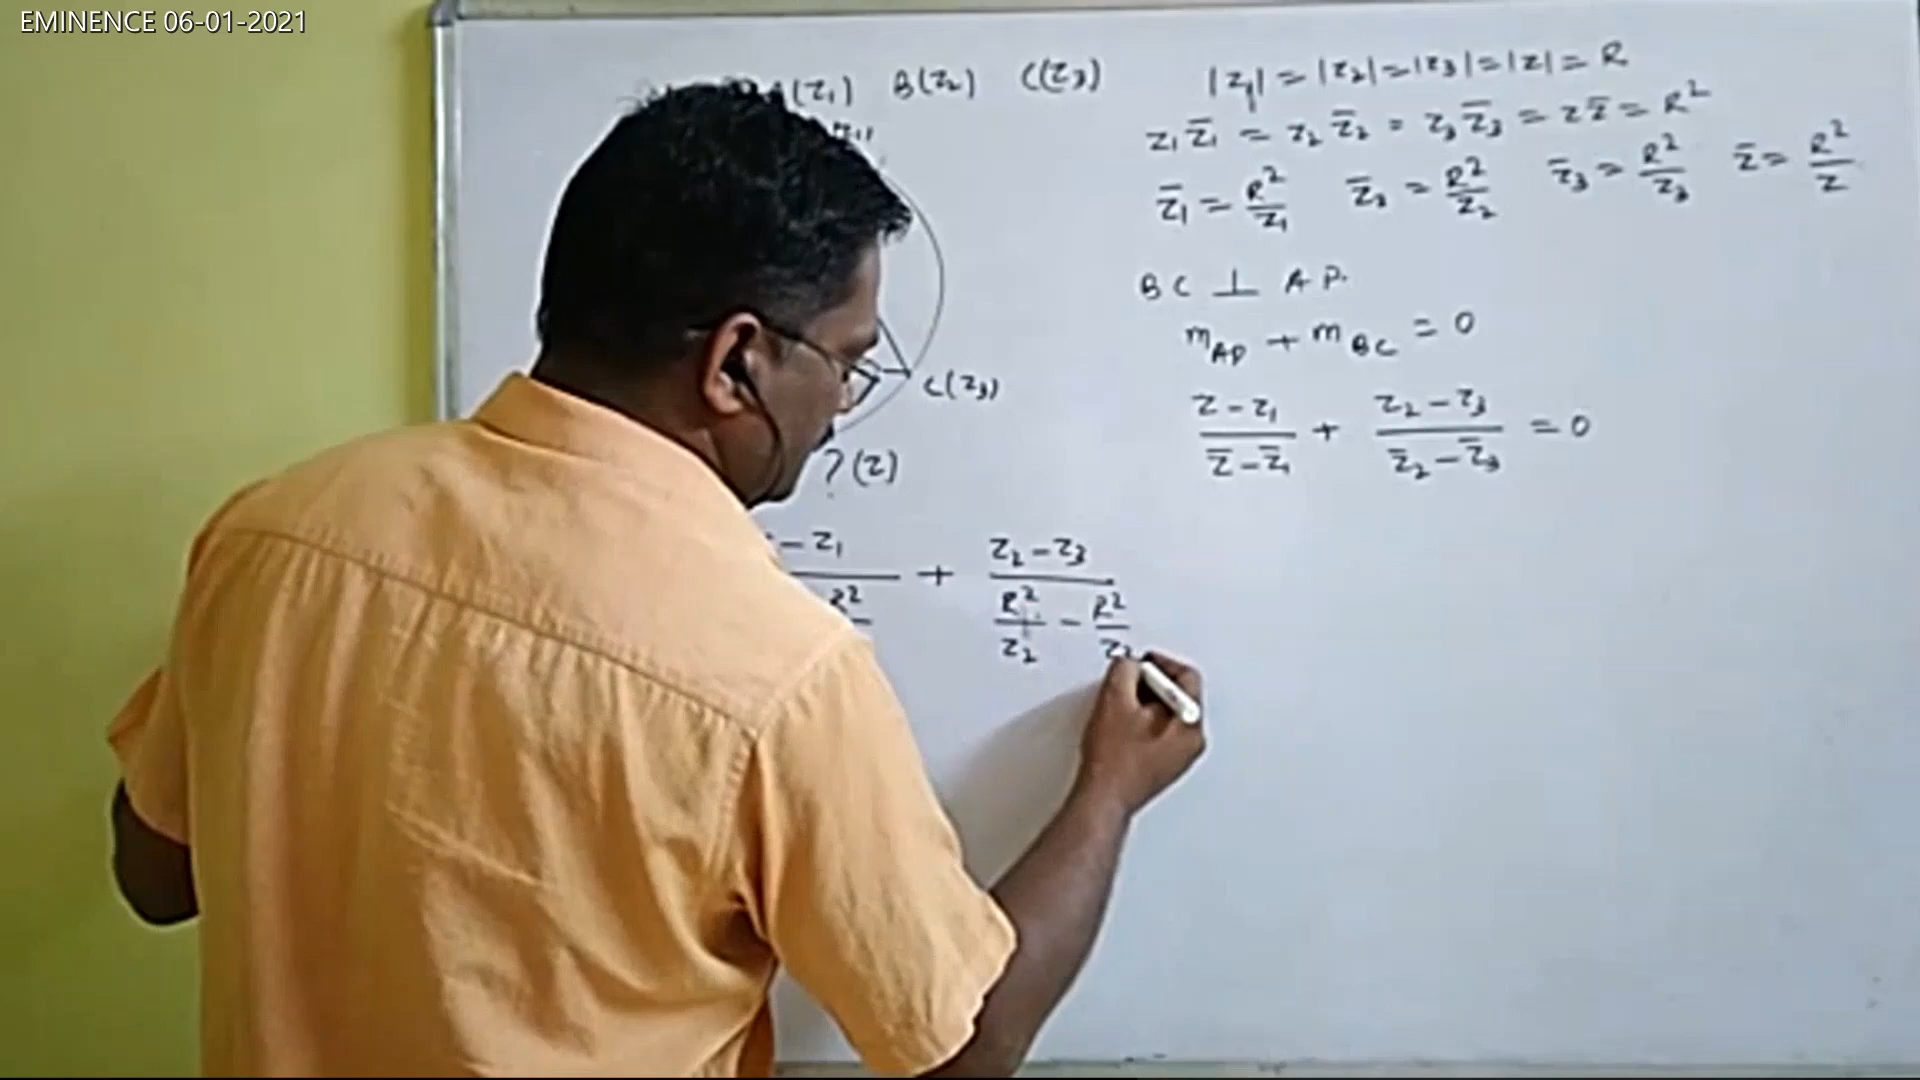 EMINENCE 06-01-2021
A(z₁) B(z₂) C(z₃)
|z₁| = |z₂| = |z₃| = |z| = R
z₁z̄₁ = z₂z̄₂ = z₃z̄₃ = zz̄ = R²
z̄₁ = R²/z₁ z̄₂ = R²/z₂ z̄₃ = R²/z₃ z̄ = R²/z
BC ⊥ AP.
m_AP + m_BC = 0
(z - z₁)/(z̄ - z̄₁) + (z₂ - z₃)/(z̄₂ - z̄₃) = 0
C(z₃)
?(z)
- z₁ + z₂ - z₃
R² R²/z₂ - R²/z₃